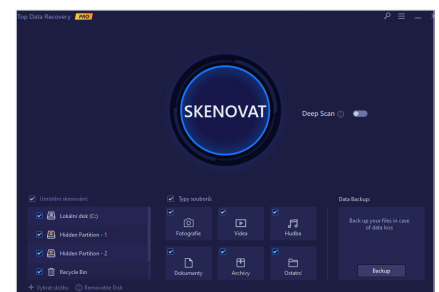 Top Data Recovery PRO
SKENOVAT
Deep Scan
Umístění skenování:
Lokální disk (C:)
Hidden Partition - 1
Hidden Partition - 2
Recycle Bin
Vybrat složku Removable Disk
Typy souborů:
Fotografie Videa Hudba
Dokumenty Archivy Ostatní
Data Backup:
Back up your files in case
of data loss.
Backup